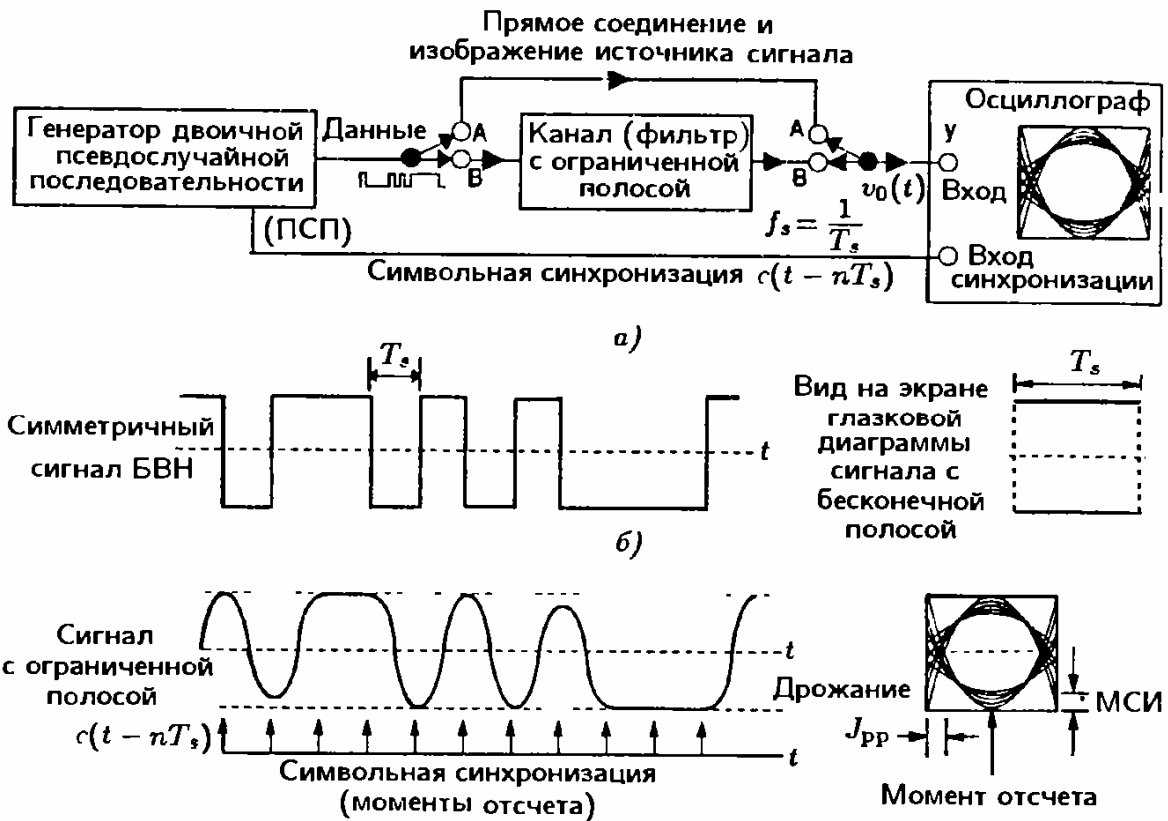 Прямое соединение и
изображение источника сигнала
Генератор двоичной
псевдослучайной
последовательности
Данные
A
B
Канал (фильтр)
с ограниченной
полосой
A
B
v₀(t)
Осциллограф
y
Вход
(ПСП)
fₛ = 1/Tₛ
Символьная синхронизация c(t − nTₛ)
Вход
синхронизации
а)
Tₛ
Симметричный
сигнал БВН
t
Вид на экране
глазковой
диаграммы
сигнала с
бесконечной
полосой
Tₛ
б)
Сигнал
с ограниченной
полосой
t
c(t − nTₛ)
t
Символьная синхронизация
(моменты отсчета)
Дрожание
J_pp
МСИ
Момент отсчета